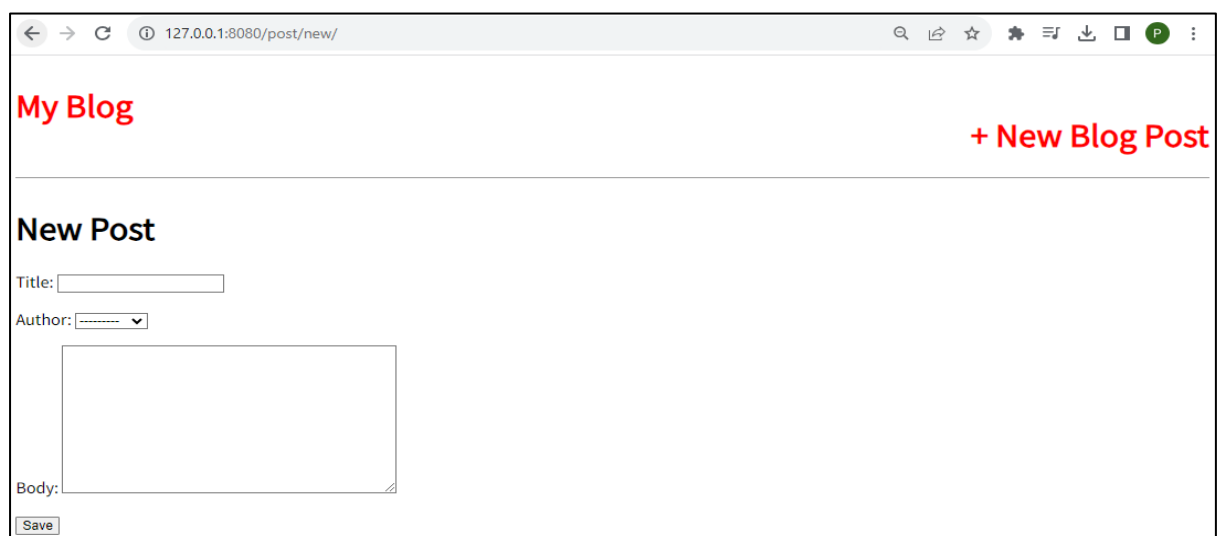 127.0.0.1:8080/post/new/
P
My Blog
+ New Blog Post
New Post
Title:
Author: ---------
Body:
Save